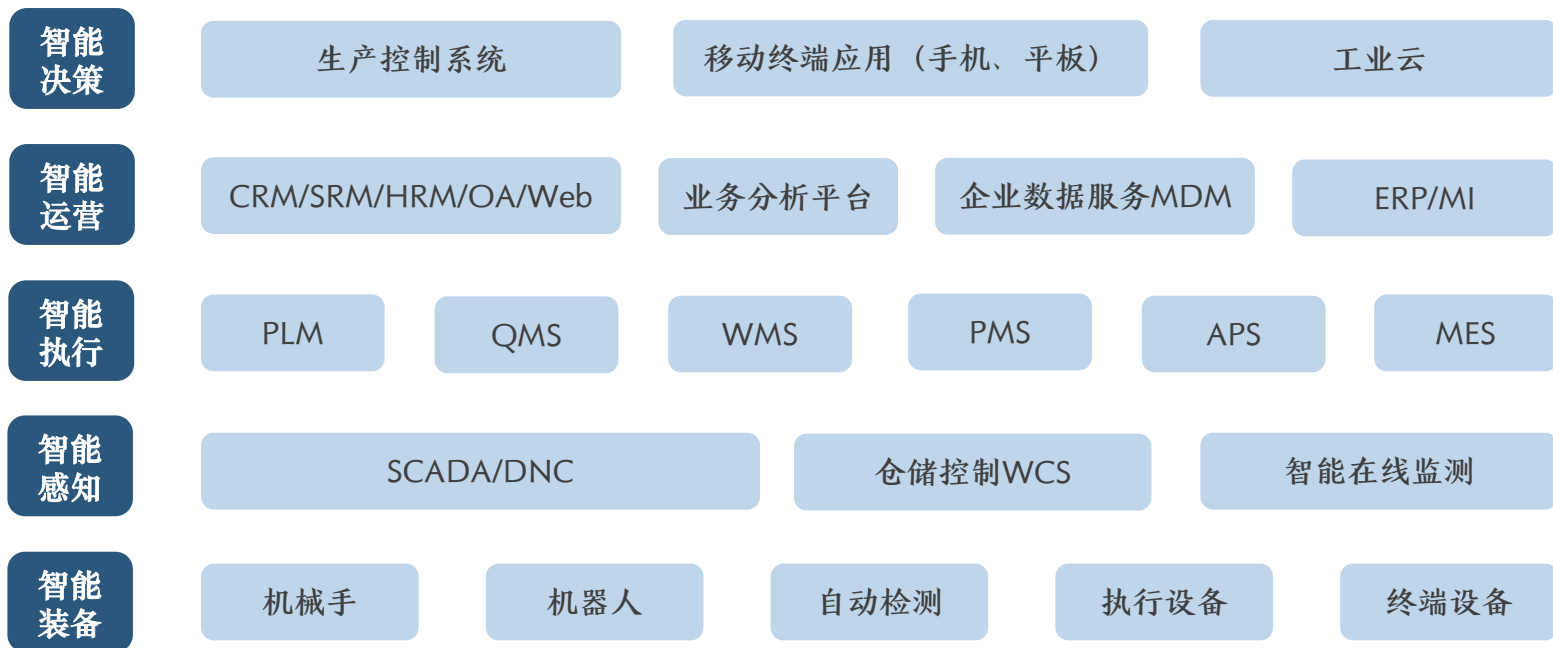 智能
决策
生产控制系统
移动终端应用（手机、平板）
工业云
智能
运营
CRM/SRM/HRM/OA/Web
业务分析平台
企业数据服务MDM
ERP/MI
智能
执行
PLM
QMS
WMS
PMS
APS
MES
智能
感知
SCADA/DNC
仓储控制WCS
智能在线监测
智能
装备
机械手
机器人
自动检测
执行设备
终端设备